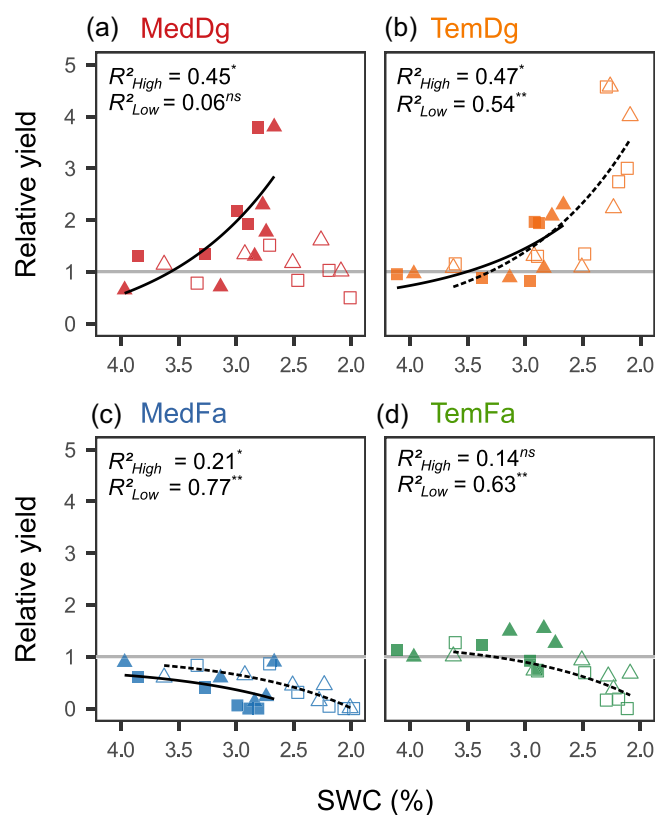 (a) MedDg
R²High = 0.45*
R²Low = 0.06ns
(b) TemDg
R²High = 0.47*
R²Low = 0.54**
Relative yield
5
4
3
2
1
0
4.0 3.5 3.0 2.5 2.0
4.0 3.5 3.0 2.5 2.0
(c) MedFa
R²High = 0.21*
R²Low = 0.77**
(d) TemFa
R²High = 0.14ns
R²Low = 0.63**
Relative yield
5
4
3
2
1
0
4.0 3.5 3.0 2.5 2.0
4.0 3.5 3.0 2.5 2.0
SWC (%)